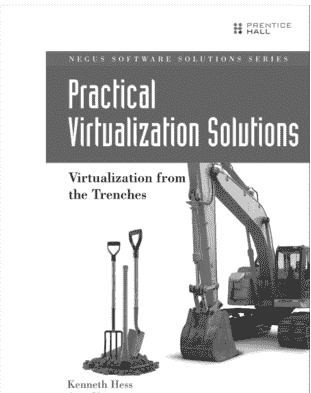 PRENTICE
HALL
NEGUS SOFTWARE SOLUTIONS SERIES
Practical
Virtualization Solutions
Virtualization from
the Trenches
Kenneth Hess